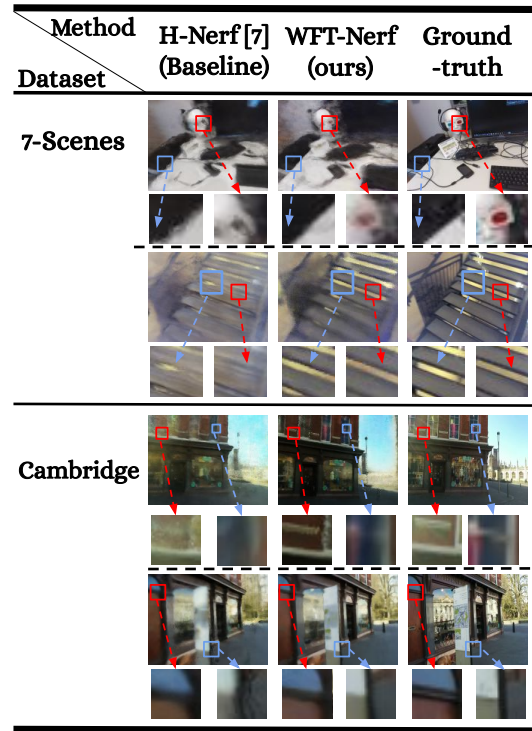 Method
Dataset
H-Nerf [7]
(Baseline)
WFT-Nerf
(ours)
Ground
-truth
7-Scenes
Cambridge